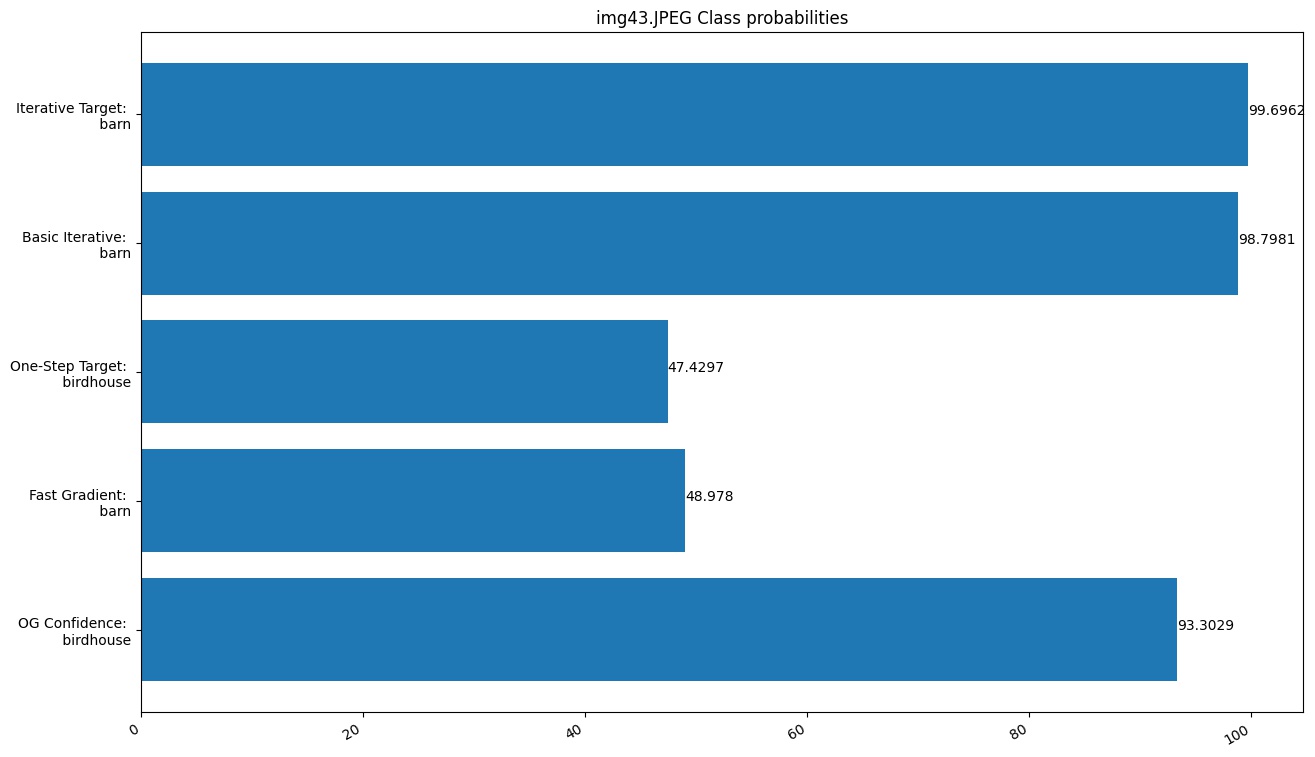 img43.JPEG Class probabilities
Iterative Target:
barn
99.6962
Basic Iterative:
barn
98.7981
One-Step Target:
birdhouse
47.4297
Fast Gradient:
barn
48.978
OG Confidence:
birdhouse
93.3029
0
20
40
60
80
100